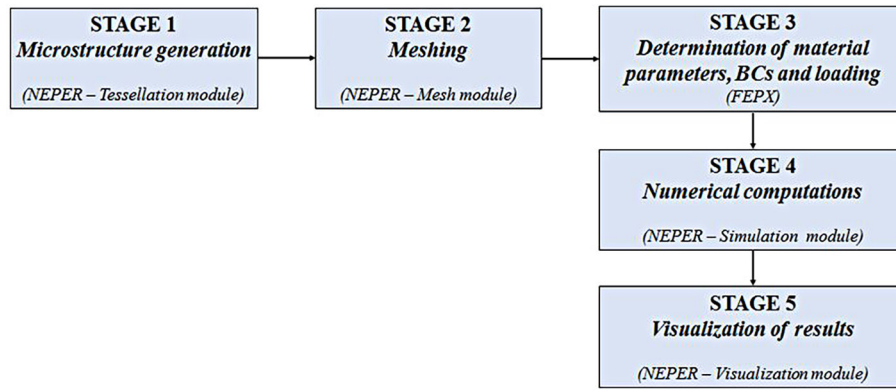 STAGE 1
Microstructure generation
(NEPER – Tessellation module)
STAGE 2
Meshing
(NEPER – Mesh module)
STAGE 3
Determination of material
parameters, BCs and loading
(FEPX)
STAGE 4
Numerical computations
(NEPER – Simulation module)
STAGE 5
Visualization of results
(NEPER – Visualization module)